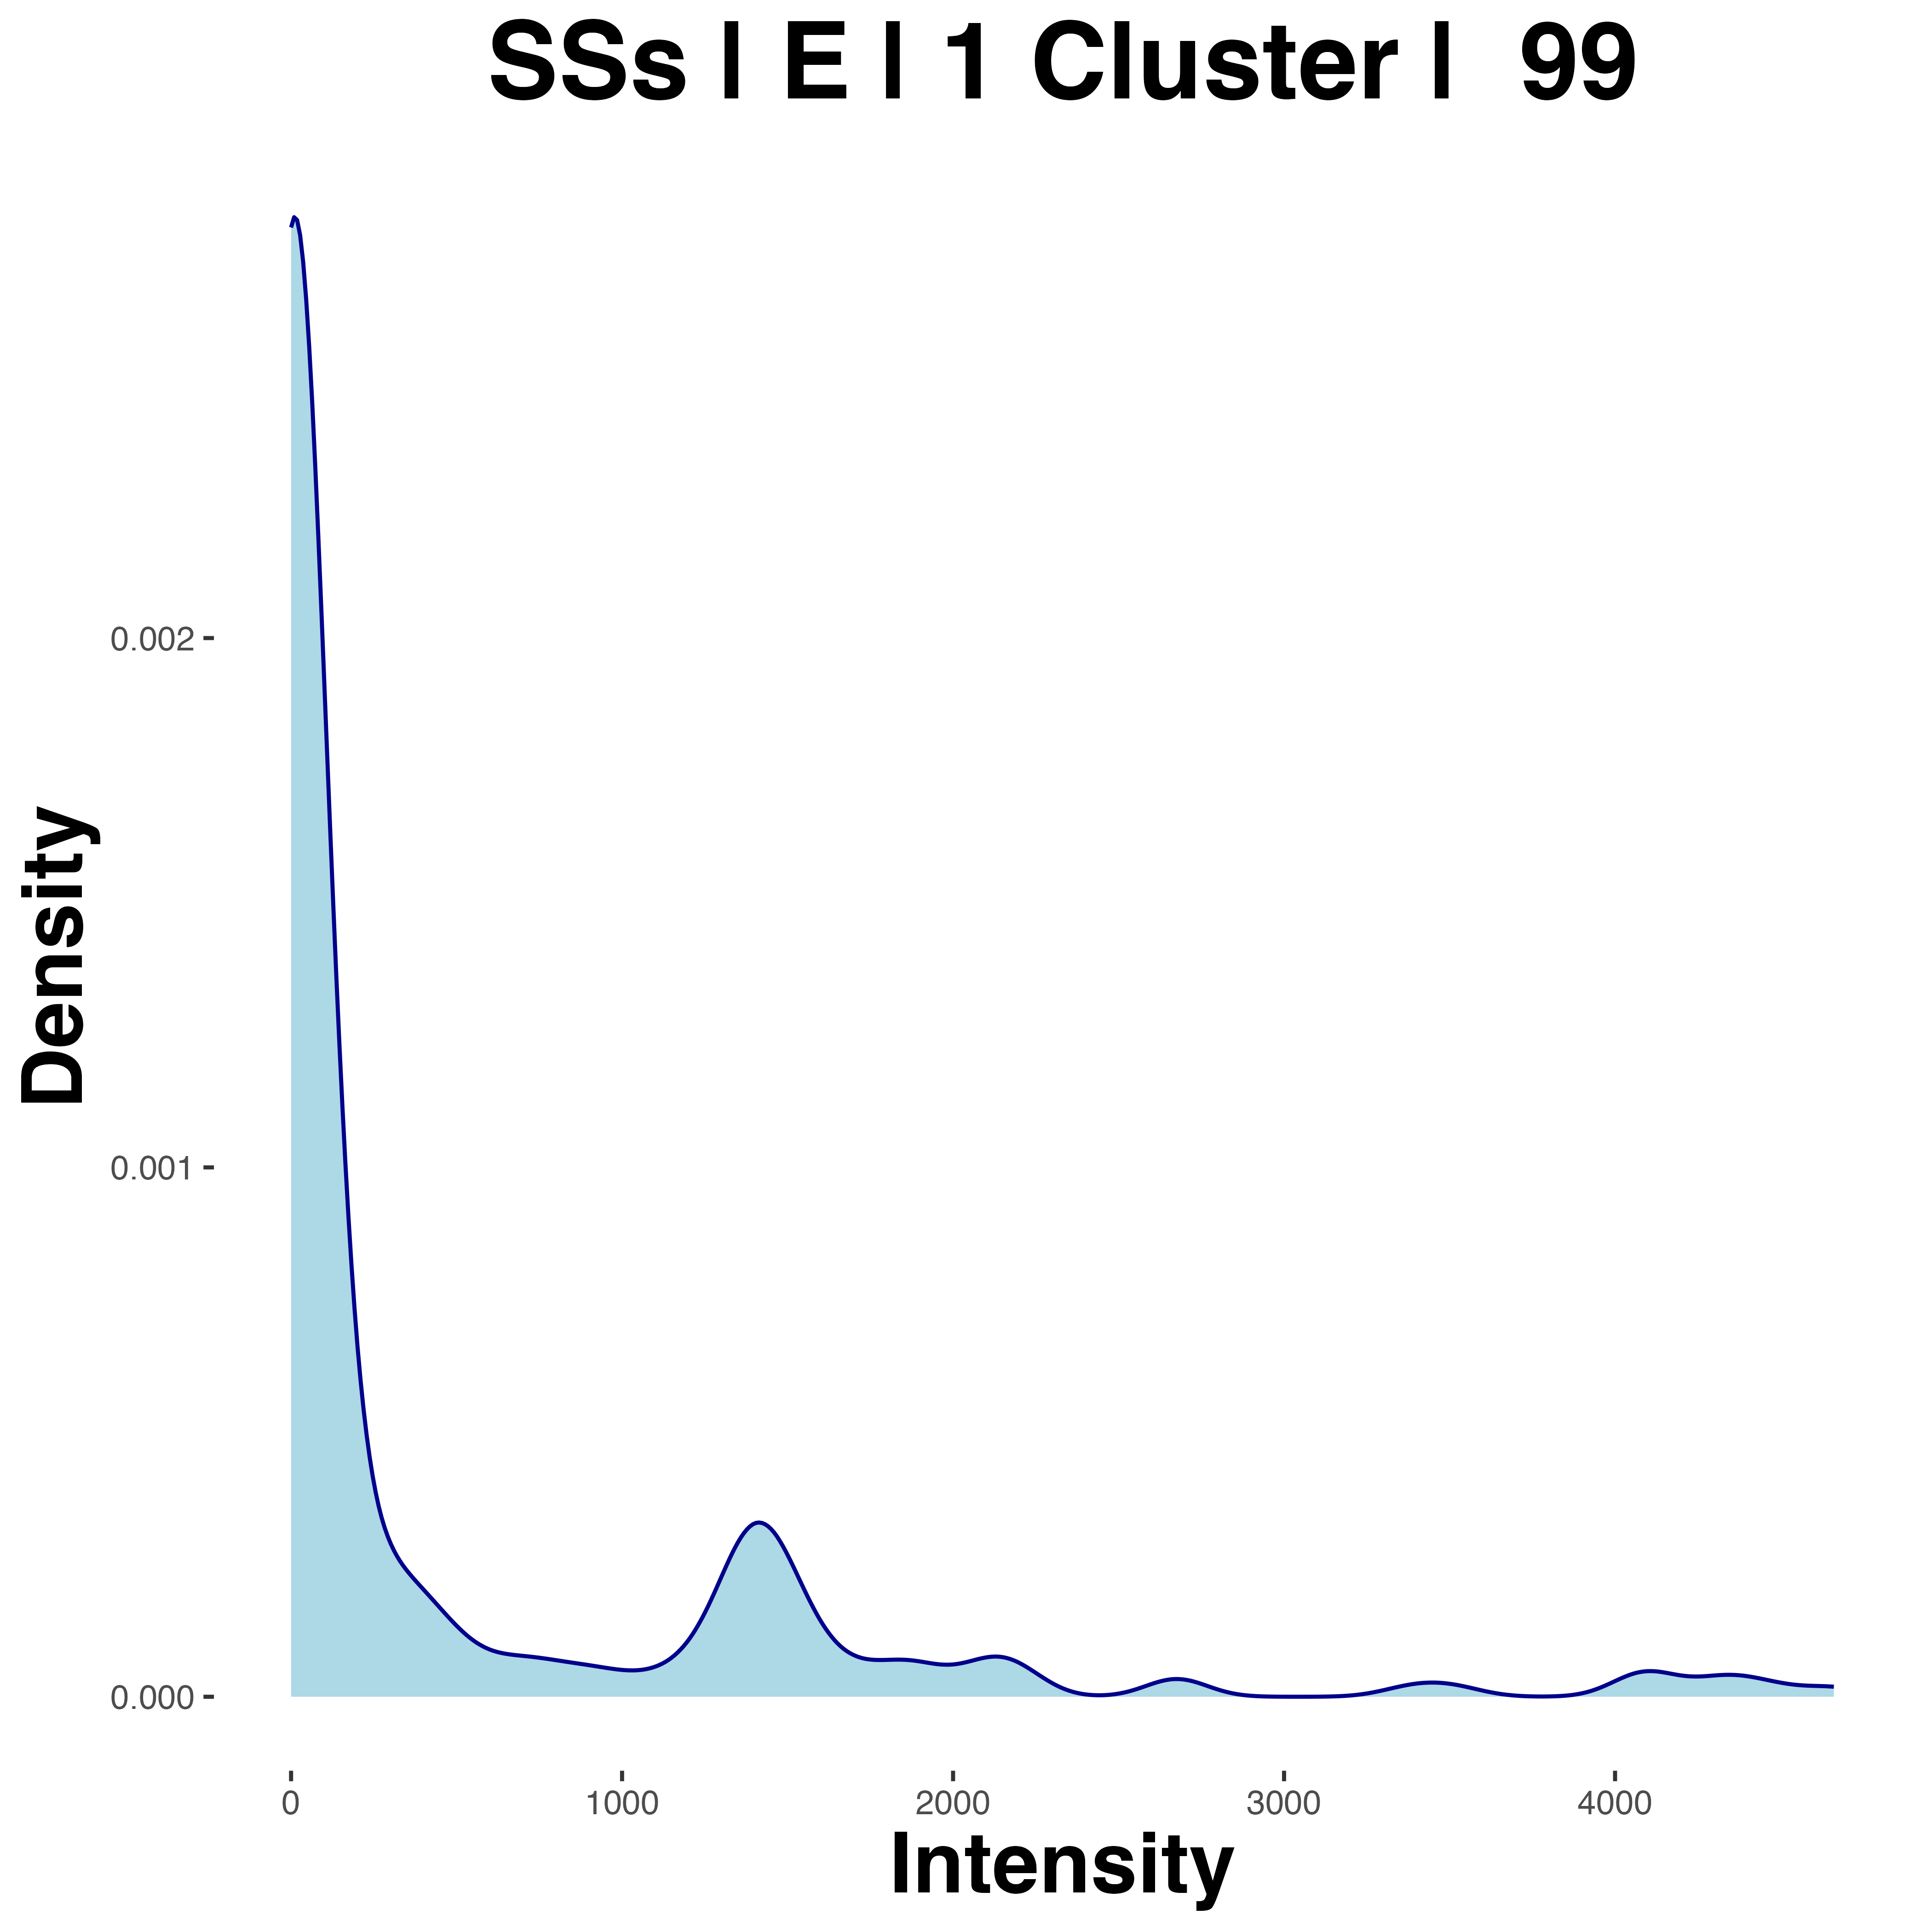 SSs | E | 1 Cluster |  99
Density
0.002
0.001
0.000
0 1000 2000 3000 4000
Intensity